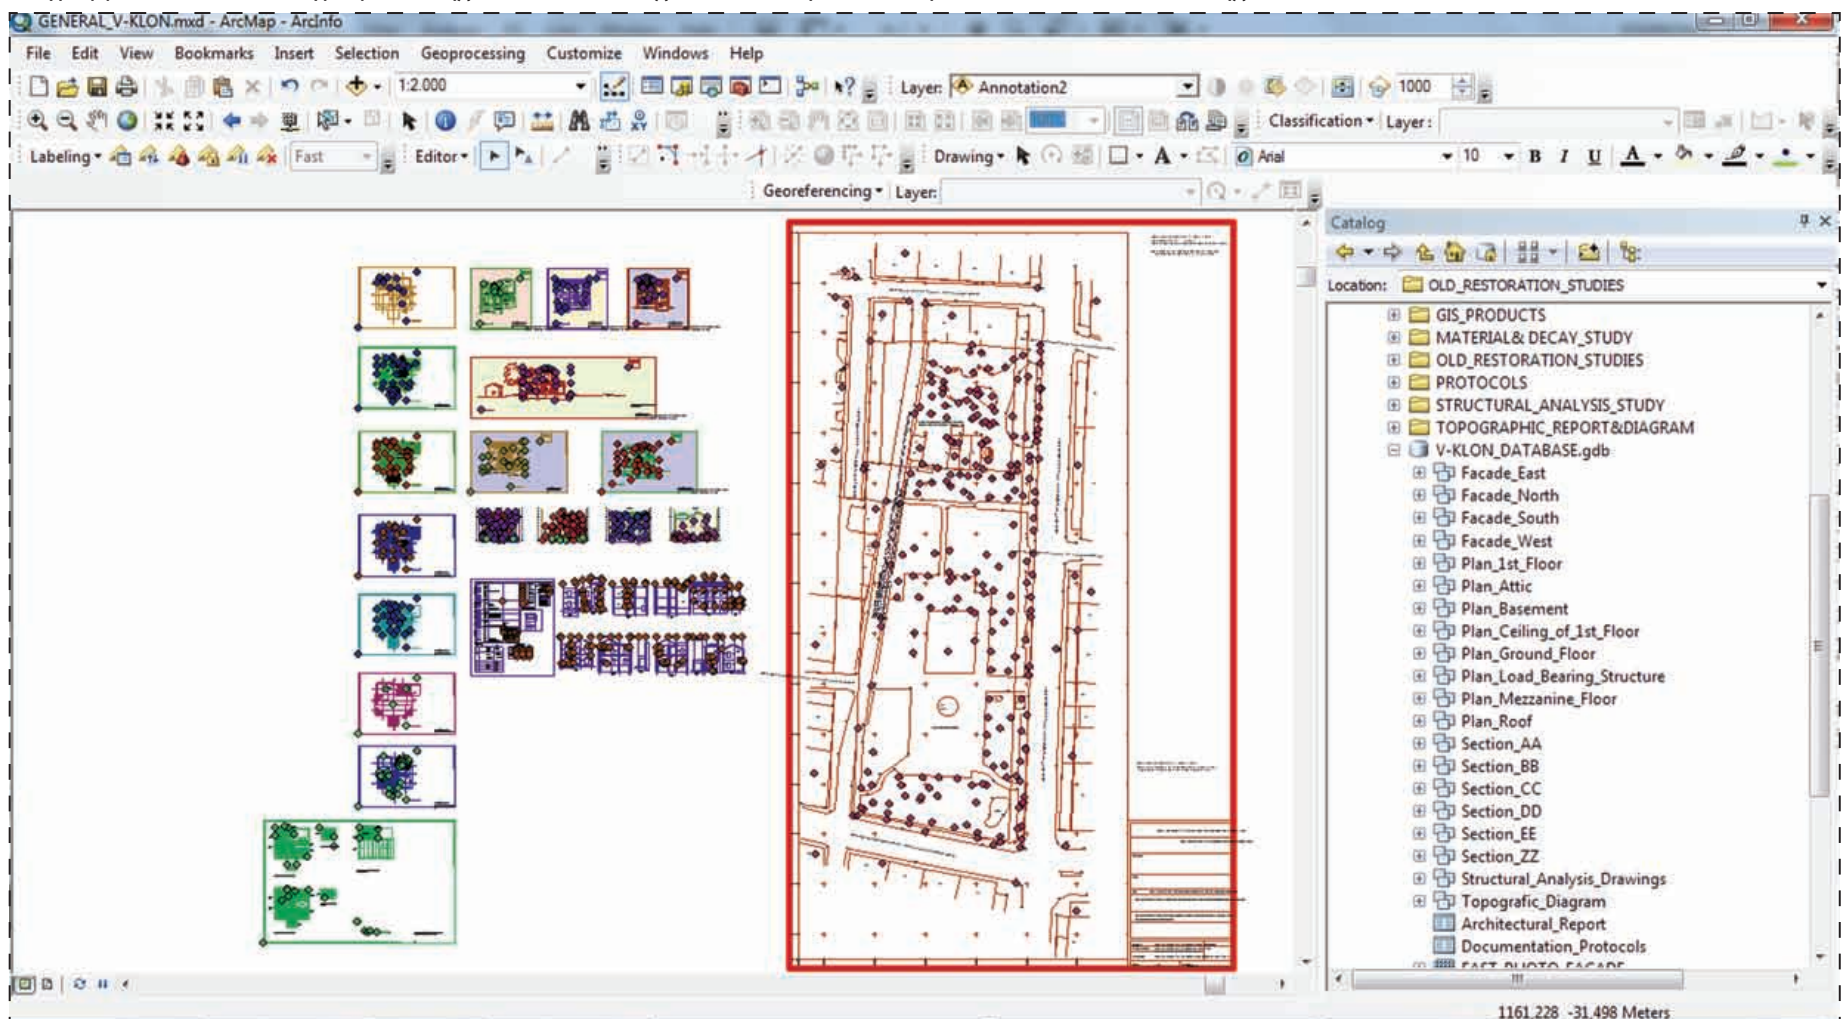 GENERAL_V-KLON.mxd - ArcMap - ArcInfo
File Edit View Bookmarks Insert Selection Geoprocessing Customize Windows Help
1:2.000 Layer: Annotation2 1000
Classification Layer:
Labeling Fast Editor Drawing Arial 10 B I U A
Georeferencing Layer:
Catalog
Location: OLD_RESTORATION_STUDIES
GIS_PRODUCTS
MATERIAL& DECAY_STUDY
OLD_RESTORATION_STUDIES
PROTOCOLS
STRUCTURAL_ANALYSIS_STUDY
TOPOGRAPHIC_REPORT&DIAGRAM
V-KLON_DATABASE.gdb
Facade_East
Facade_North
Facade_South
Facade_West
Plan_1st_Floor
Plan_Attic
Plan_Basement
Plan_Ceiling_of_1st_Floor
Plan_Ground_Floor
Plan_Load_Bearing_Structure
Plan_Mezzanine_Floor
Plan_Roof
Section_AA
Section_BB
Section_CC
Section_DD
Section_EE
Section_ZZ
Structural_Analysis_Drawings
Topografic_Diagram
Architectural_Report
Documentation_Protocols
EAST_PHOTO_FACADE
1161,228 -31,498 Meters